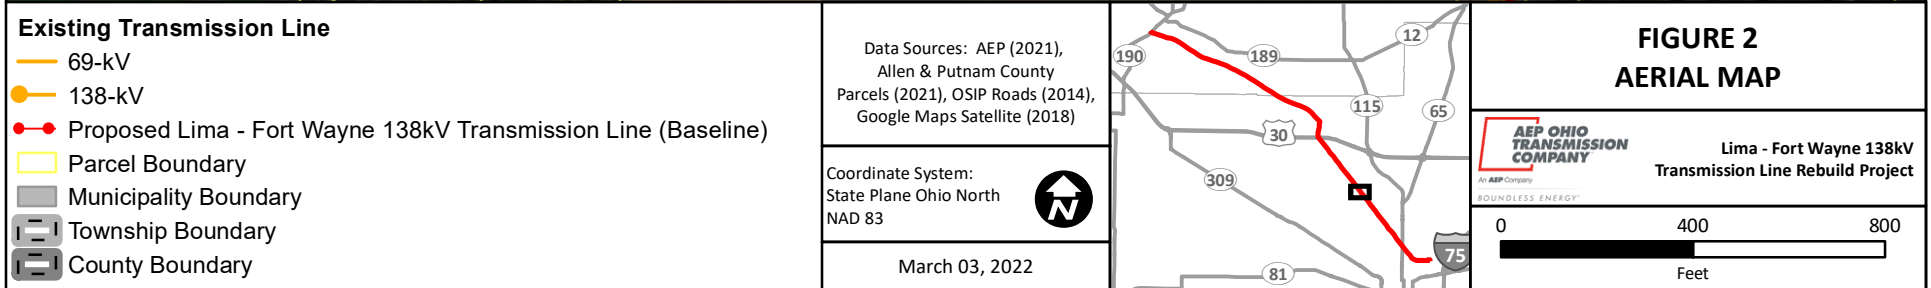 Existing Transmission Line
69-kV
138-kV
Proposed Lima - Fort Wayne 138kV Transmission Line (Baseline)
Parcel Boundary
Municipality Boundary
Township Boundary
County Boundary
Data Sources: AEP (2021),
Allen & Putnam County
Parcels (2021), OSIP Roads (2014),
Google Maps Satellite (2018)
Coordinate System:
State Plane Ohio North
NAD 83
N
March 03, 2022
12
190
189
115
65
30
309
75
81
FIGURE 2
AERIAL MAP
AEP OHIO
TRANSMISSION
COMPANY
An AEP Company
BOUNDLESS ENERGY
Lima - Fort Wayne 138kV
Transmission Line Rebuild Project
0 400 800
Feet